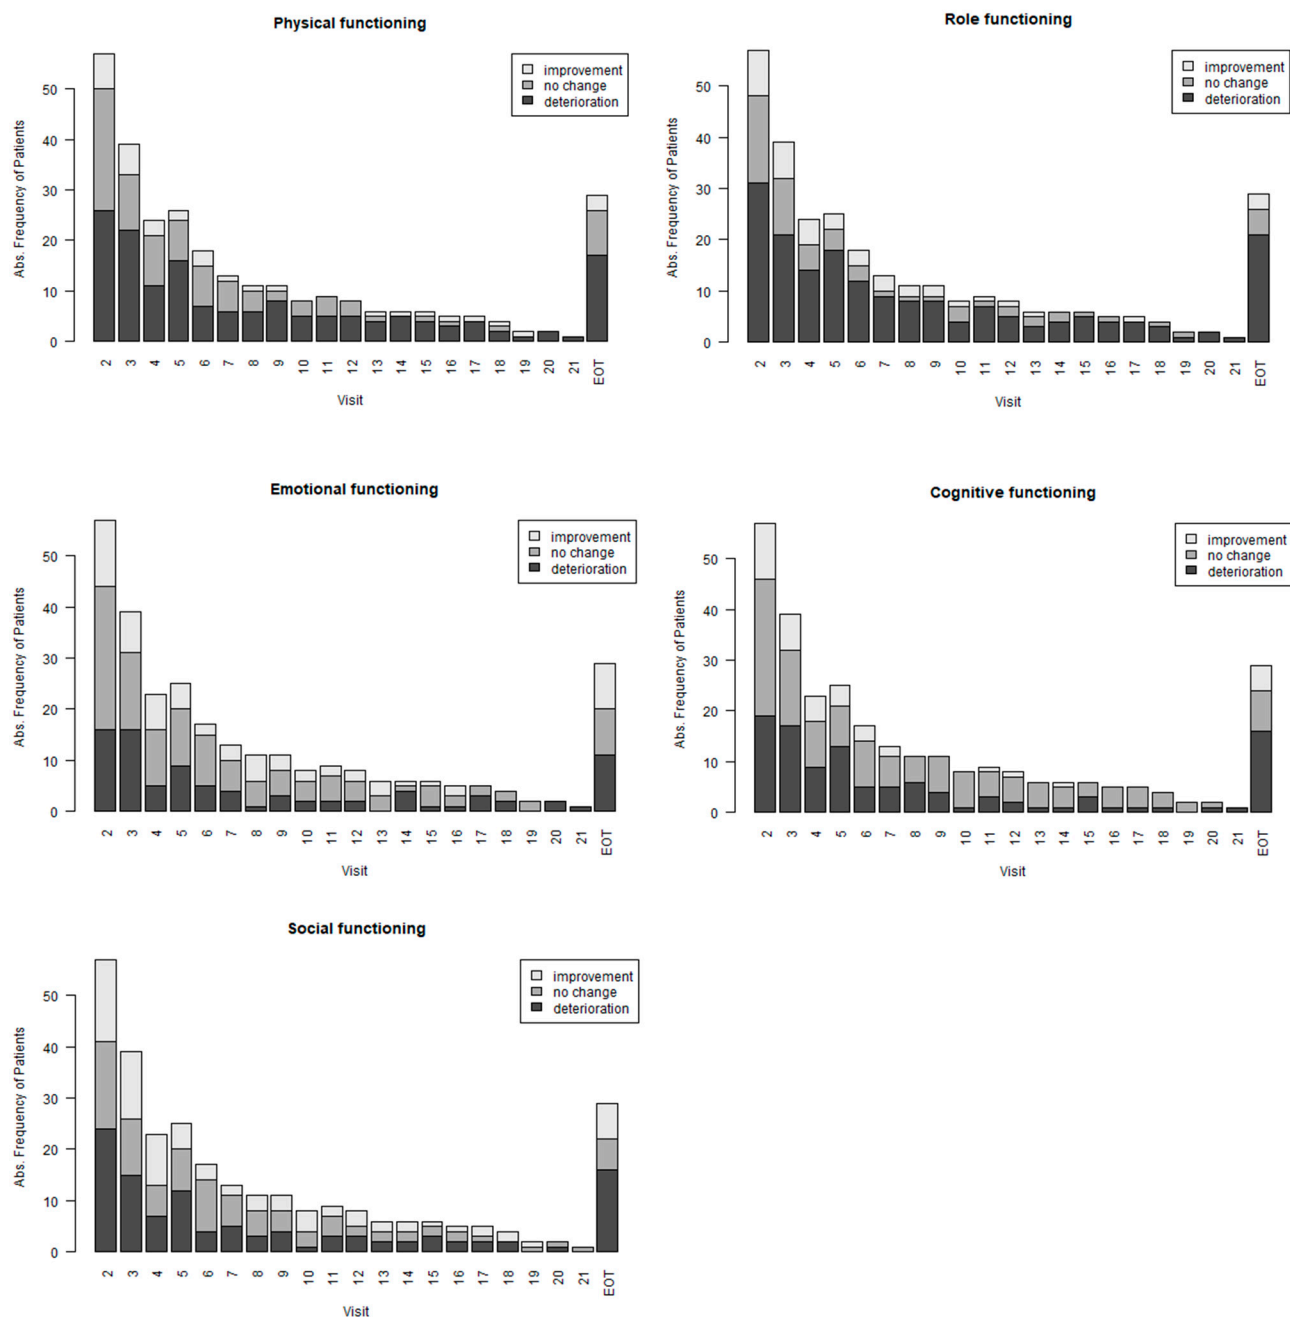 Physical functioning
improvement
no change
deterioration
Abs. Frequency of Patients
50
40
30
20
10
0
2 3 4 5 6 7 8 9 10 11 12 13 14 15 16 17 18 19 20 21 EOT
Visit
Role functioning
improvement
no change
deterioration
Abs. Frequency of Patients
50
40
30
20
10
0
2 3 4 5 6 7 8 9 10 11 12 13 14 15 16 17 18 19 20 21 EOT
Visit
Emotional functioning
improvement
no change
deterioration
Abs. Frequency of Patients
50
40
30
20
10
0
2 3 4 5 6 7 8 9 10 11 12 13 14 15 16 17 18 19 20 21 EOT
Visit
Cognitive functioning
improvement
no change
deterioration
Abs. Frequency of Patients
50
40
30
20
10
0
2 3 4 5 6 7 8 9 10 11 12 13 14 15 16 17 18 19 20 21 EOT
Visit
Social functioning
improvement
no change
deterioration
Abs. Frequency of Patients
50
40
30
20
10
0
2 3 4 5 6 7 8 9 10 11 12 13 14 15 16 17 18 19 20 21 EOT
Visit